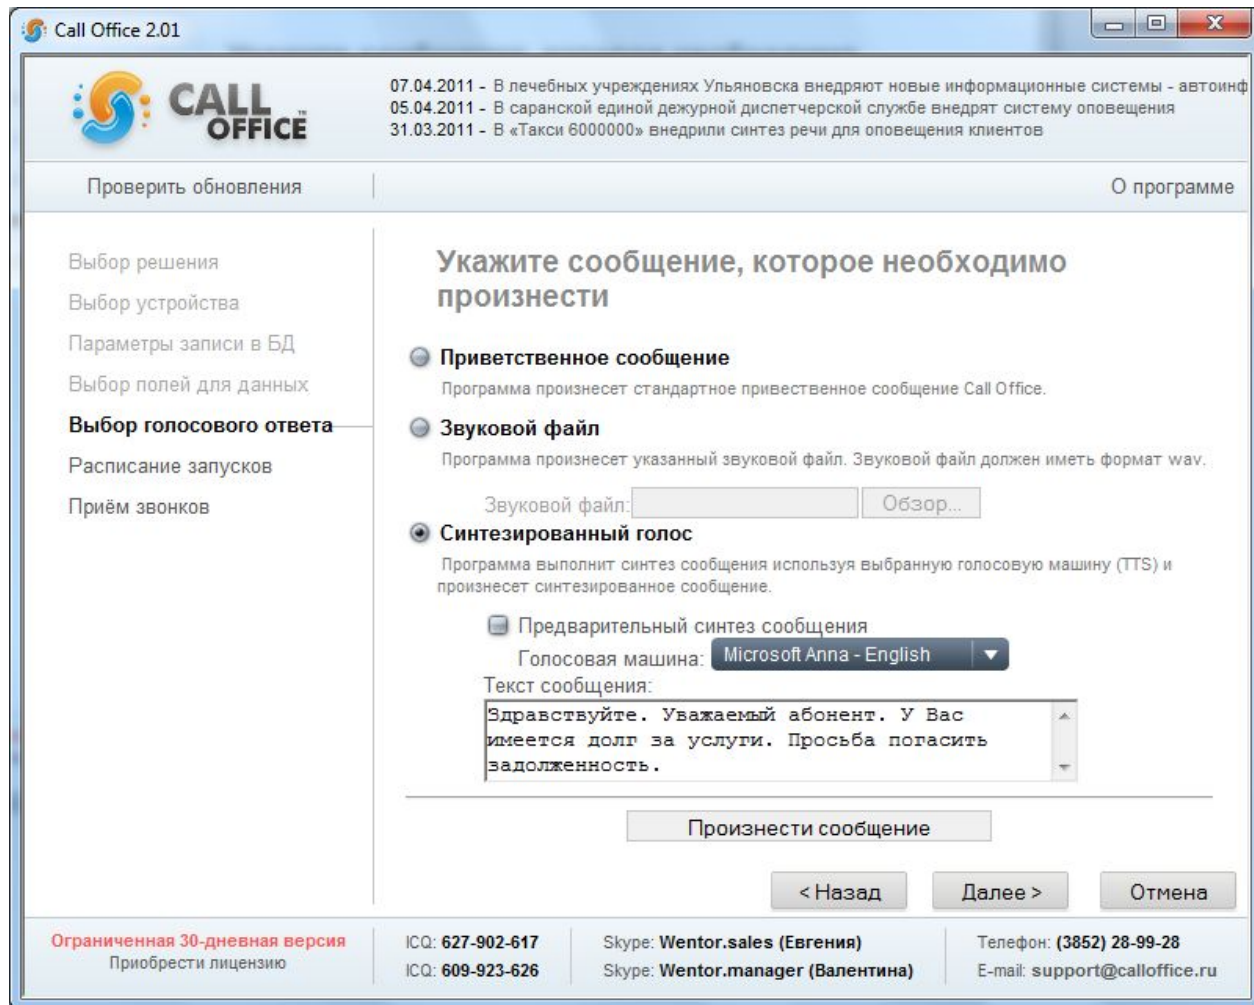 Call Office 2.01
CALL OFFICE™
07.04.2011 - В лечебных учреждениях Ульяновска внедряют новые информационные системы - автоинф
05.04.2011 - В саранской единой дежурной диспетчерской службе внедрят систему оповещения
31.03.2011 - В «Такси 6000000» внедрили синтез речи для оповещения клиентов
Проверить обновления
О программе
Выбор решения
Выбор устройства
Параметры записи в БД
Выбор полей для данных
Выбор голосового ответа
Расписание запусков
Приём звонков
Укажите сообщение, которое необходимо
произнести
Приветственное сообщение
Программа произнесет стандартное привественное сообщение Call Office.
Звуковой файл
Программа произнесет указанный звуковой файл. Звуковой файл должен иметь формат wav.
Звуковой файл:
Обзор...
Синтезированный голос
Программа выполнит синтез сообщения используя выбранную голосовую машину (TTS) и
произнесет синтезированное сообщение.
Предварительный синтез сообщения
Голосовая машина: Microsoft Anna - English
Текст сообщения:
Здравствуйте. Уважаемый абонент. У Вас
имеется долг за услуги. Просьба погасить
задолженность.
Произнести сообщение
< Назад
Далее >
Отмена
Ограниченная 30-дневная версия
Приобрести лицензию
ICQ: 627-902-617
ICQ: 609-923-626
Skype: Wentor.sales (Евгения)
Skype: Wentor.manager (Валентина)
Телефон: (3852) 28-99-28
E-mail: support@calloffice.ru